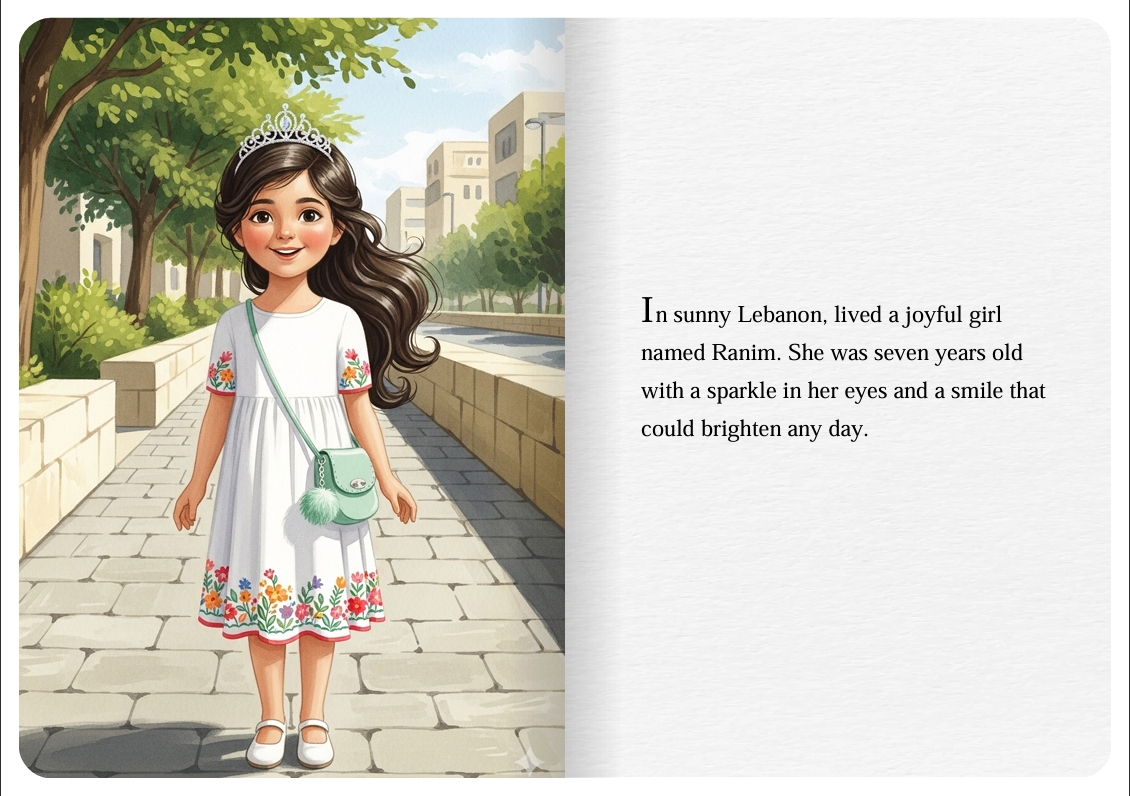 In sunny Lebanon, lived a joyful girl
named Ranim. She was seven years old
with a sparkle in her eyes and a smile that
could brighten any day.